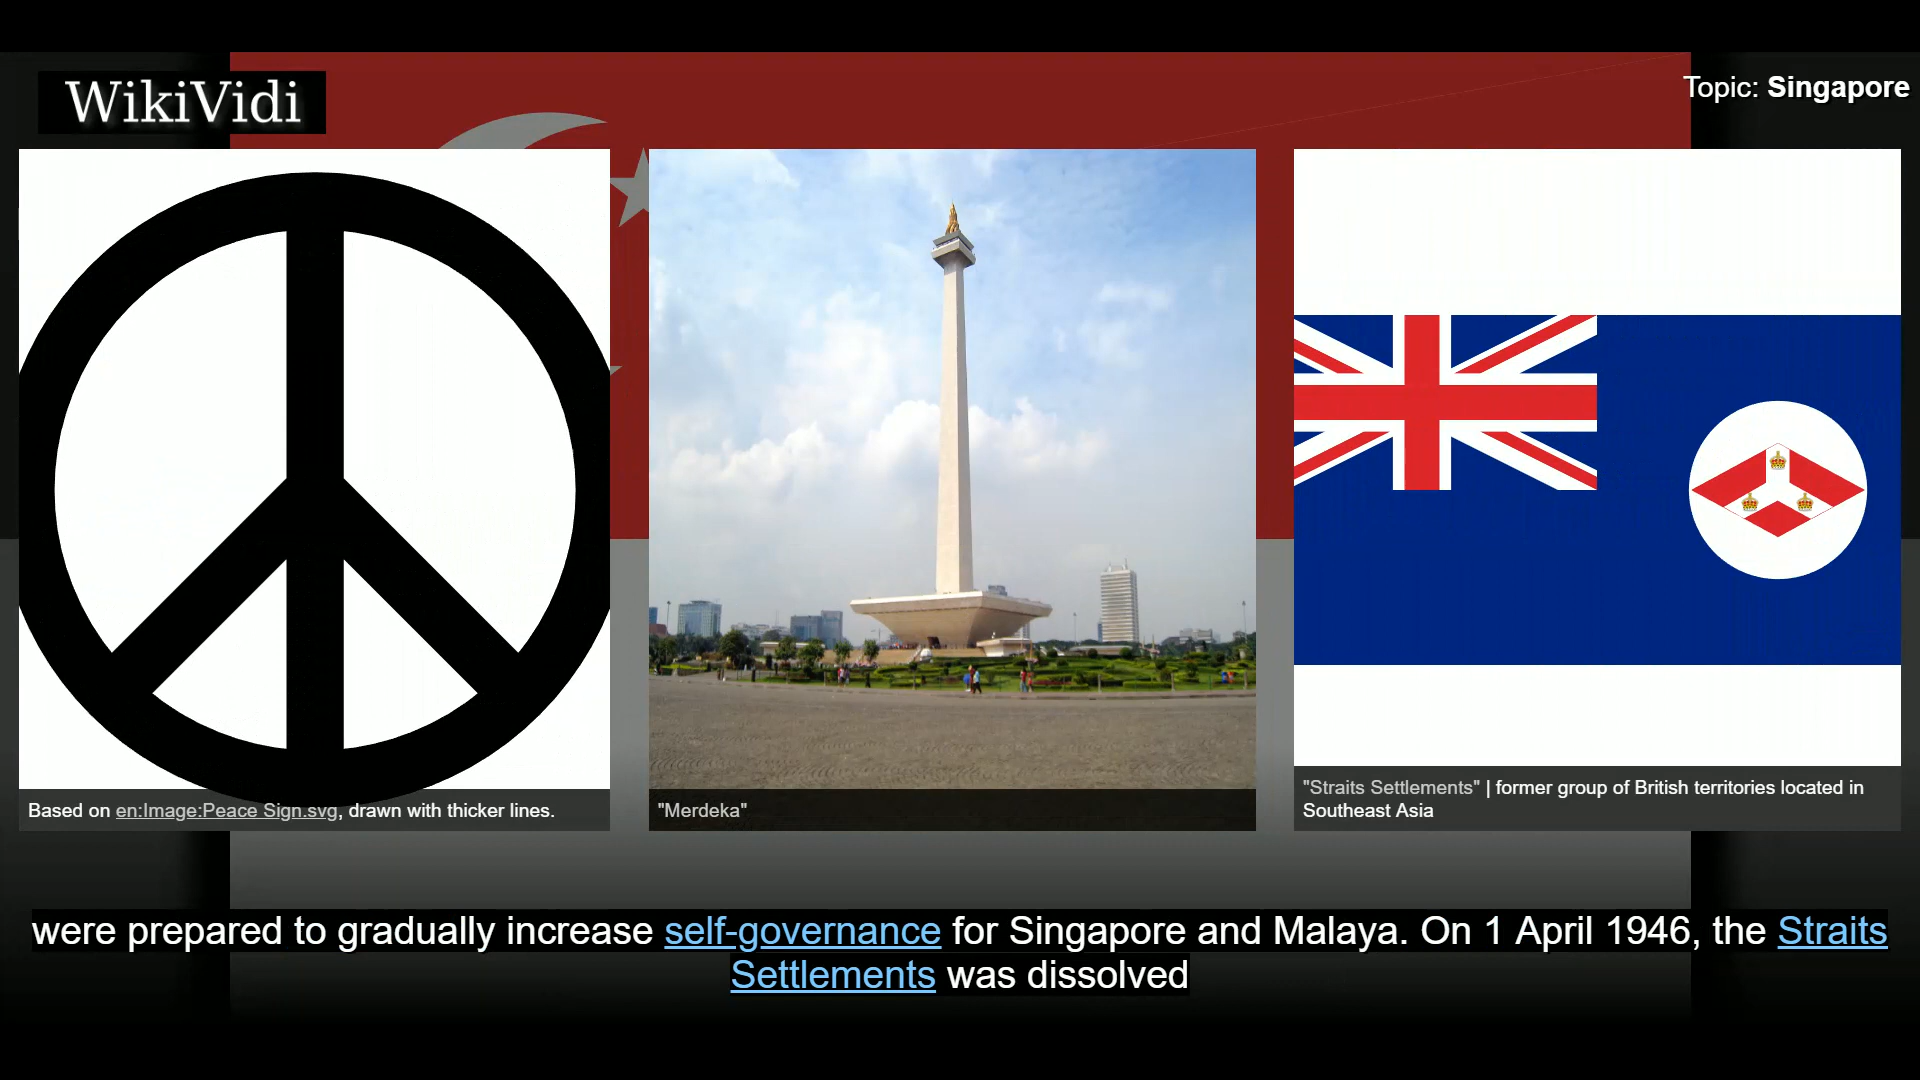 WikiVidi
Topic: Singapore
Based on en:Image:Peace Sign.svg, drawn with thicker lines.
"Merdeka"
"Straits Settlements" | former group of British territories located in
Southeast Asia
were prepared to gradually increase self-governance for Singapore and Malaya. On 1 April 1946, the Straits
Settlements was dissolved